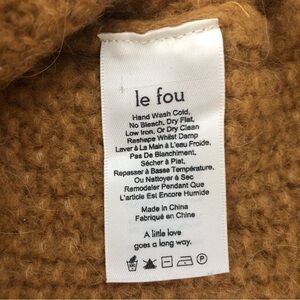 le fou
Hand Wash Cold,
No Bleach, Dry Flat,
Low Iron, Or Dry Clean
Reshape Whilst Damp
Laver À La Main À L'eau Froide,
Pas De Blanchiment,
Sécher À Plat,
Repasser À Basse Température,
Ou Nettoyer À Sec
Remodeler Pendant Que
L'article Est Encore Humide
Made in China
Fabriqué en Chine
A little love
goes a long way.
P